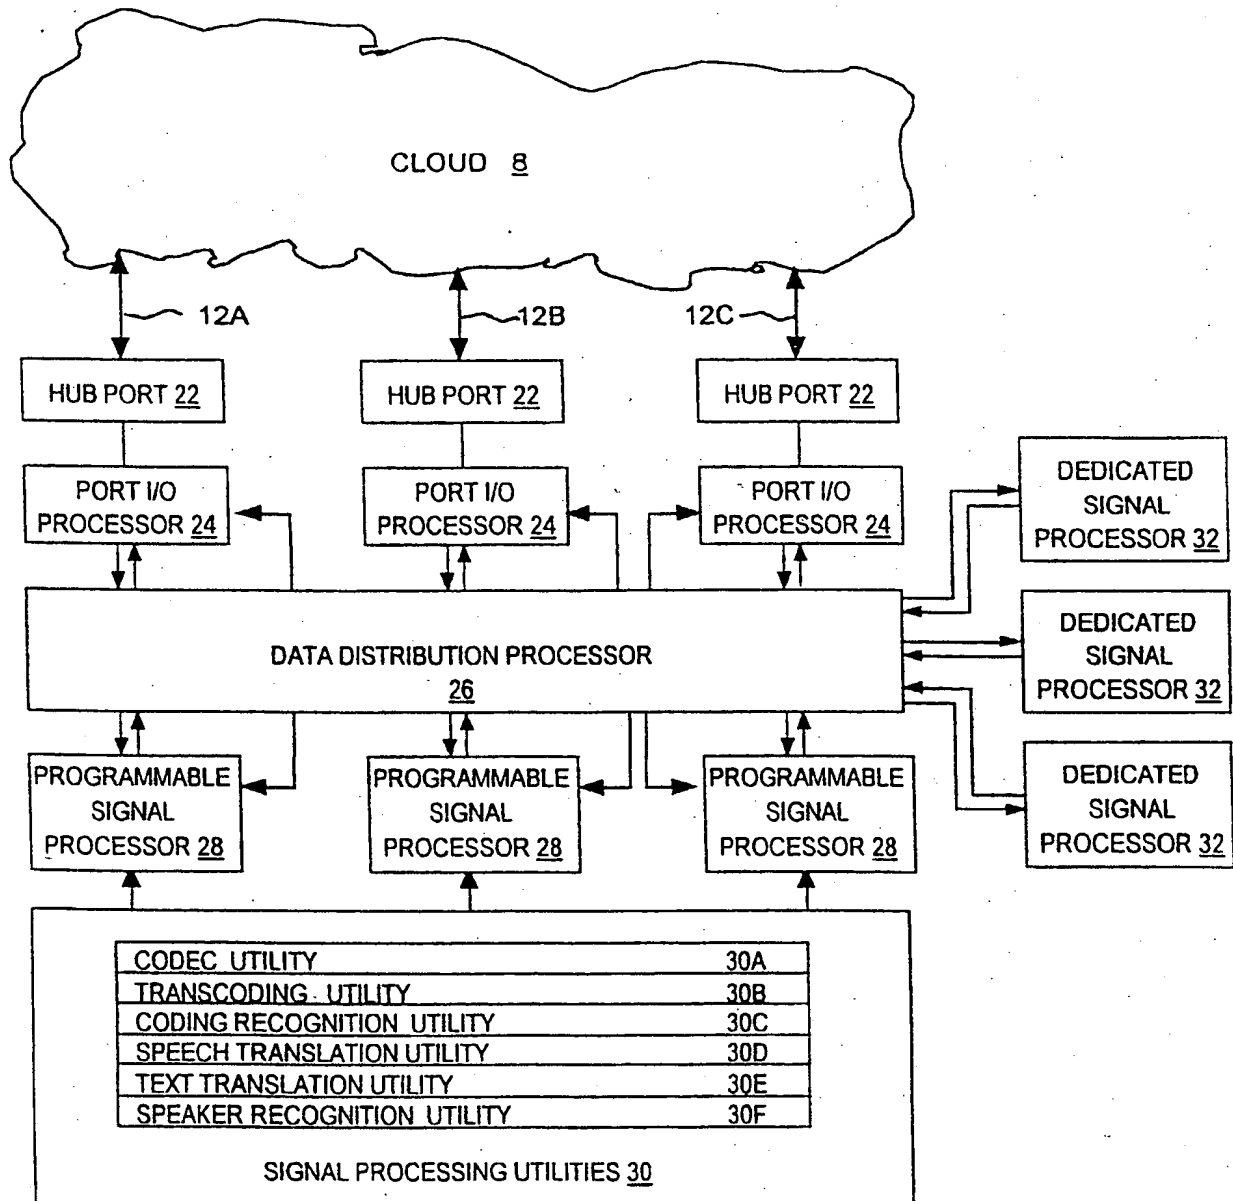 CLOUD 8
12A
12B
12C
HUB PORT 22
HUB PORT 22
HUB PORT 22
PORT I/O
PROCESSOR 24
PORT I/O
PROCESSOR 24
PORT I/O
PROCESSOR 24
DEDICATED
SIGNAL
PROCESSOR 32
DATA DISTRIBUTION PROCESSOR
26
DEDICATED
SIGNAL
PROCESSOR 32
PROGRAMMABLE
SIGNAL
PROCESSOR 28
PROGRAMMABLE
SIGNAL
PROCESSOR 28
PROGRAMMABLE
SIGNAL
PROCESSOR 28
DEDICATED
SIGNAL
PROCESSOR 32
CODEC UTILITY 30A
TRANSCODING UTILITY 30B
CODING RECOGNITION UTILITY 30C
SPEECH TRANSLATION UTILITY 30D
TEXT TRANSLATION UTILITY 30E
SPEAKER RECOGNITION UTILITY 30F
SIGNAL PROCESSING UTILITIES 30